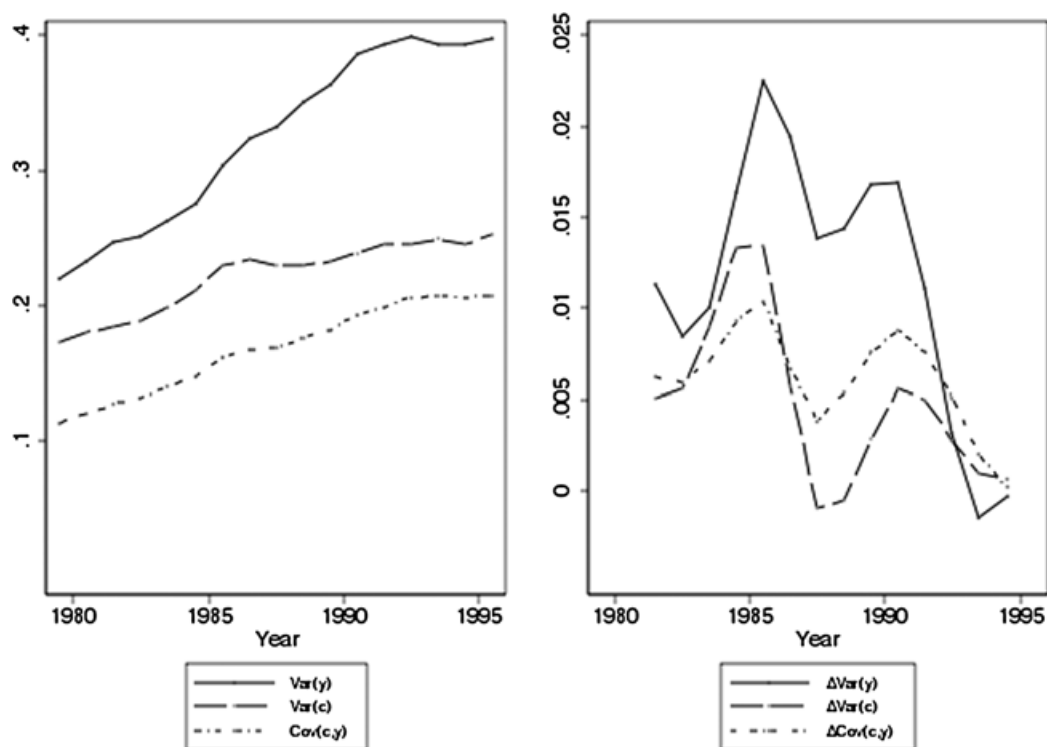 .4
.3
.2
.1
1980 1985 1990 1995
Year
Var(y)
Var(c)
Cov(c,y)
.025
.02
.015
.01
.005
0
1980 1985 1990 1995
Year
ΔVar(y)
ΔVar(c)
ΔCov(c,y)